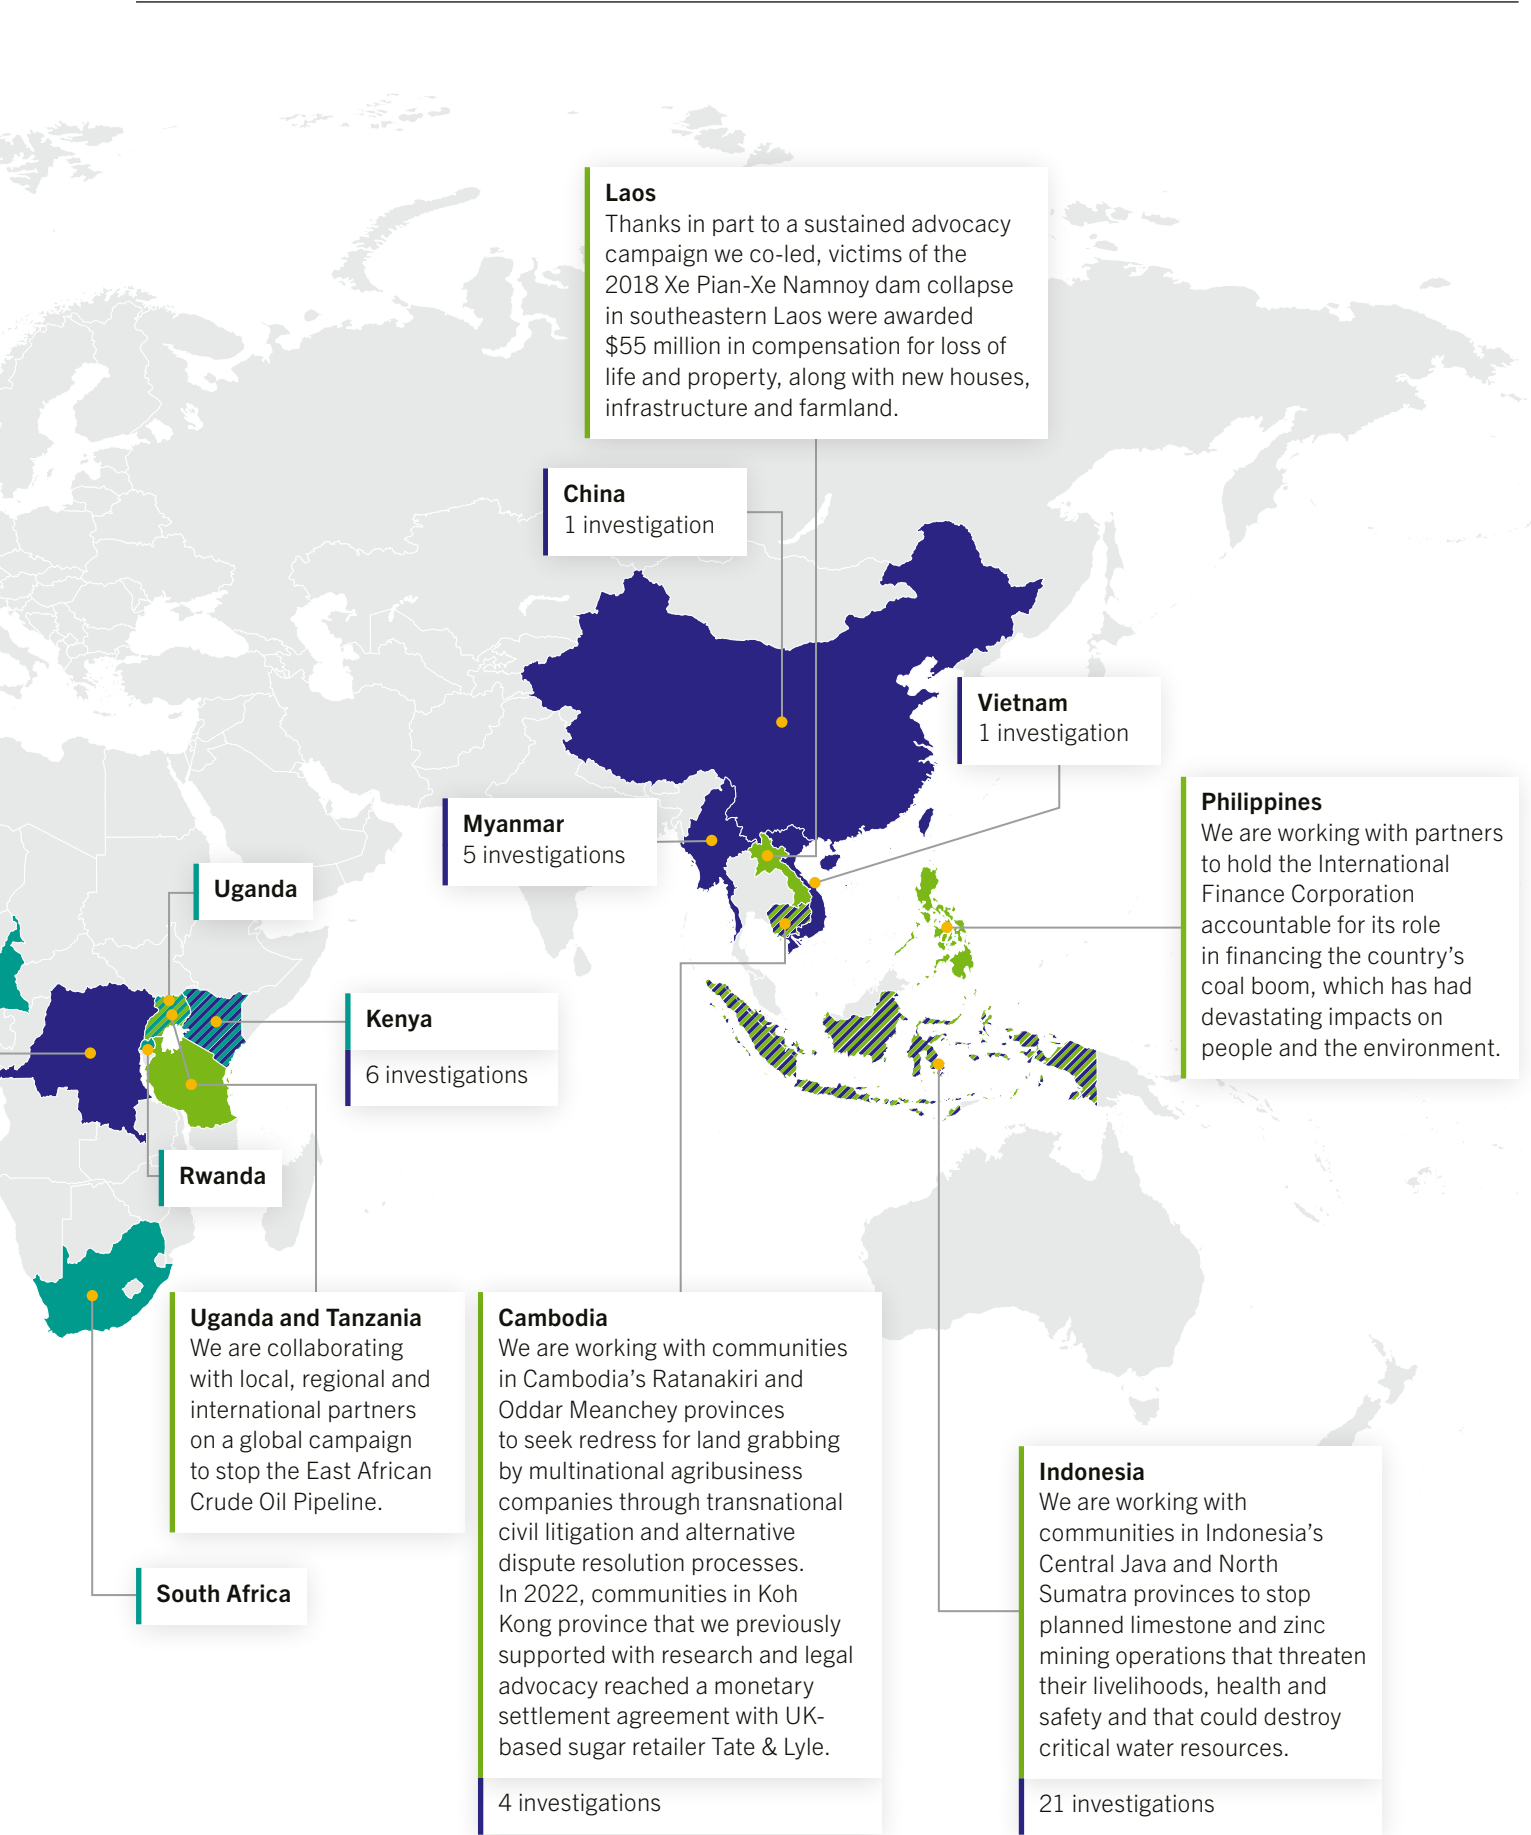 Laos
Thanks in part to a sustained advocacy
campaign we co-led, victims of the
2018 Xe Pian-Xe Namnoy dam collapse
in southeastern Laos were awarded
$55 million in compensation for loss of
life and property, along with new houses,
infrastructure and farmland.
China
1 investigation
Vietnam
1 investigation
Philippines
We are working with partners
to hold the International
Finance Corporation
accountable for its role
in financing the country’s
coal boom, which has had
devastating impacts on
people and the environment.
Myanmar
5 investigations
Uganda
Kenya
6 investigations
Rwanda
Uganda and Tanzania
We are collaborating
with local, regional and
international partners
on a global campaign
to stop the East African
Crude Oil Pipeline.
South Africa
Cambodia
We are working with communities
in Cambodia’s Ratanakiri and
Oddar Meanchey provinces
to seek redress for land grabbing
by multinational agribusiness
companies through transnational
civil litigation and alternative
dispute resolution processes.
In 2022, communities in Koh
Kong province that we previously
supported with research and legal
advocacy reached a monetary
settlement agreement with UK-
based sugar retailer Tate & Lyle.
4 investigations
Indonesia
We are working with
communities in Indonesia’s
Central Java and North
Sumatra provinces to stop
planned limestone and zinc
mining operations that threaten
their livelihoods, health and
safety and that could destroy
critical water resources.
21 investigations